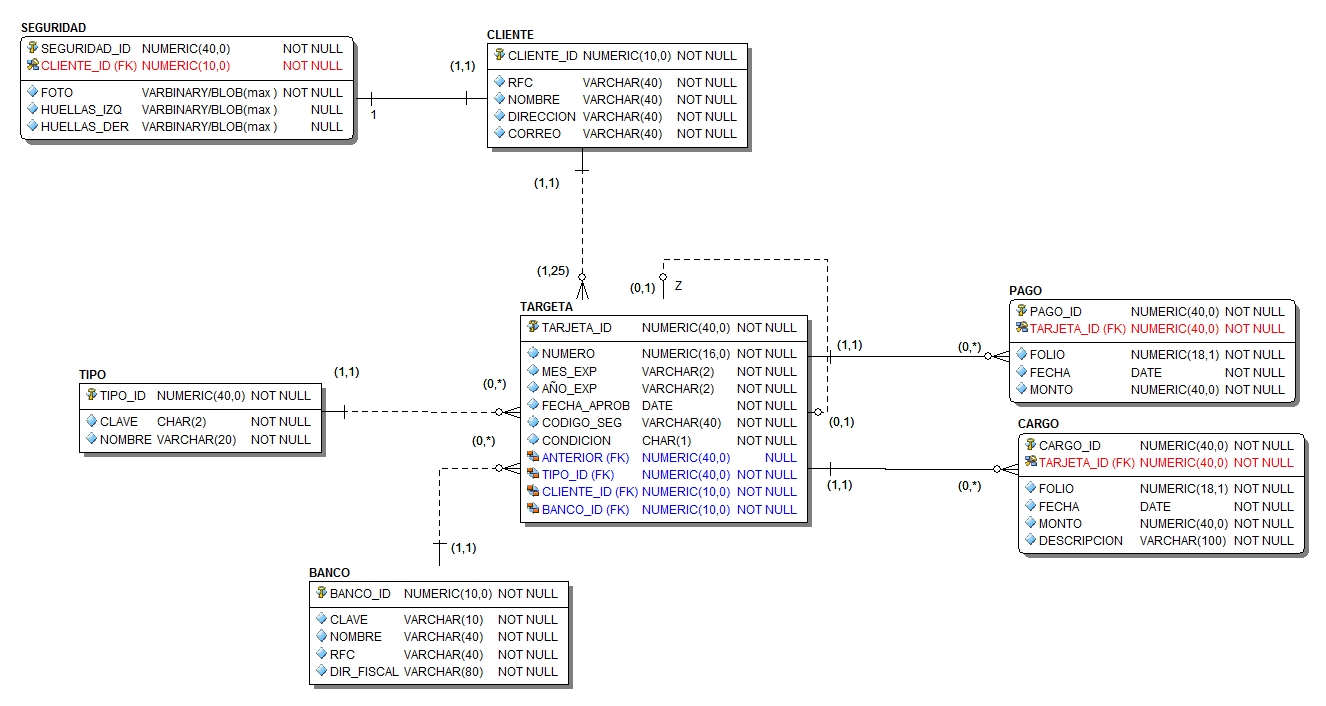 SEGURIDAD
SEGURIDAD_ID NUMERIC(40,0) NOT NULL
CLIENTE_ID (FK) NUMERIC(10,0) NOT NULL
FOTO VARBINARY/BLOB(max ) NOT NULL
HUELLAS_IZQ VARBINARY/BLOB(max ) NULL
HUELLAS_DER VARBINARY/BLOB(max ) NULL
1
(1,1)
CLIENTE
CLIENTE_ID NUMERIC(10,0) NOT NULL
RFC VARCHAR(40) NOT NULL
NOMBRE VARCHAR(40) NOT NULL
DIRECCION VARCHAR(40) NOT NULL
CORREO VARCHAR(40) NOT NULL
(1,1)
(1,25)
(0,1)
Z
TARGETA
TARJETA_ID NUMERIC(40,0) NOT NULL
NUMERO NUMERIC(16,0) NOT NULL
MES_EXP VARCHAR(2) NOT NULL
AÑO_EXP VARCHAR(2) NOT NULL
FECHA_APROB DATE NOT NULL
CODIGO_SEG VARCHAR(40) NOT NULL
CONDICION CHAR(1) NOT NULL
ANTERIOR (FK) NUMERIC(40,0) NULL
TIPO_ID (FK) NUMERIC(40,0) NOT NULL
CLIENTE_ID (FK) NUMERIC(10,0) NOT NULL
BANCO_ID (FK) NUMERIC(10,0) NOT NULL
(1,1)
(0,*)
(0,1)
(1,1)
(0,*)
PAGO
PAGO_ID NUMERIC(40,0) NOT NULL
TARJETA_ID (FK) NUMERIC(40,0) NOT NULL
FOLIO NUMERIC(18,1) NOT NULL
FECHA DATE NOT NULL
MONTO NUMERIC(40,0) NOT NULL
CARGO
CARGO_ID NUMERIC(40,0) NOT NULL
TARJETA_ID (FK) NUMERIC(40,0) NOT NULL
FOLIO NUMERIC(18,1) NOT NULL
FECHA DATE NOT NULL
MONTO NUMERIC(40,0) NOT NULL
DESCRIPCION VARCHAR(100) NOT NULL
TIPO
TIPO_ID NUMERIC(40,0) NOT NULL
CLAVE CHAR(2) NOT NULL
NOMBRE VARCHAR(20) NOT NULL
(1,1)
(0,*)
(0,*)
(1,1)
BANCO
BANCO_ID NUMERIC(10,0) NOT NULL
CLAVE VARCHAR(10) NOT NULL
NOMBRE VARCHAR(40) NOT NULL
RFC VARCHAR(40) NOT NULL
DIR_FISCAL VARCHAR(80) NOT NULL